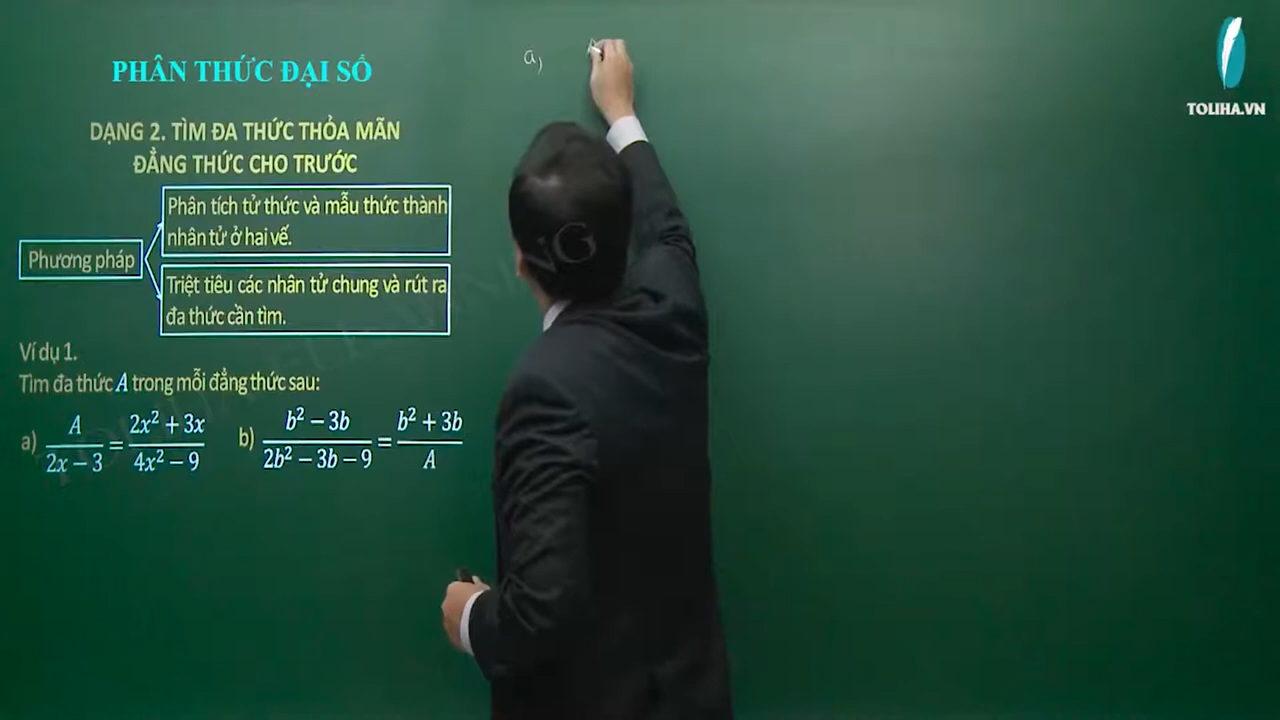 PHÂN THỨC ĐẠI SỐ
DẠNG 2. TÌM ĐA THỨC THỎA MÃN
ĐẲNG THỨC CHO TRƯỚC
Phương pháp
Phân tích tử thức và mẫu thức thành
nhân tử ở hai vế.
Triệt tiêu các nhân tử chung và rút ra
đa thức cần tìm.
Ví dụ 1.
Tìm đa thức A trong mỗi đẳng thức sau:
a) A/(2x − 3) = (2x² + 3x)/(4x² − 9)
b) (b² − 3b)/(2b² − 3b − 9) = (b² + 3b)/A
a,
TOLIHA.VN